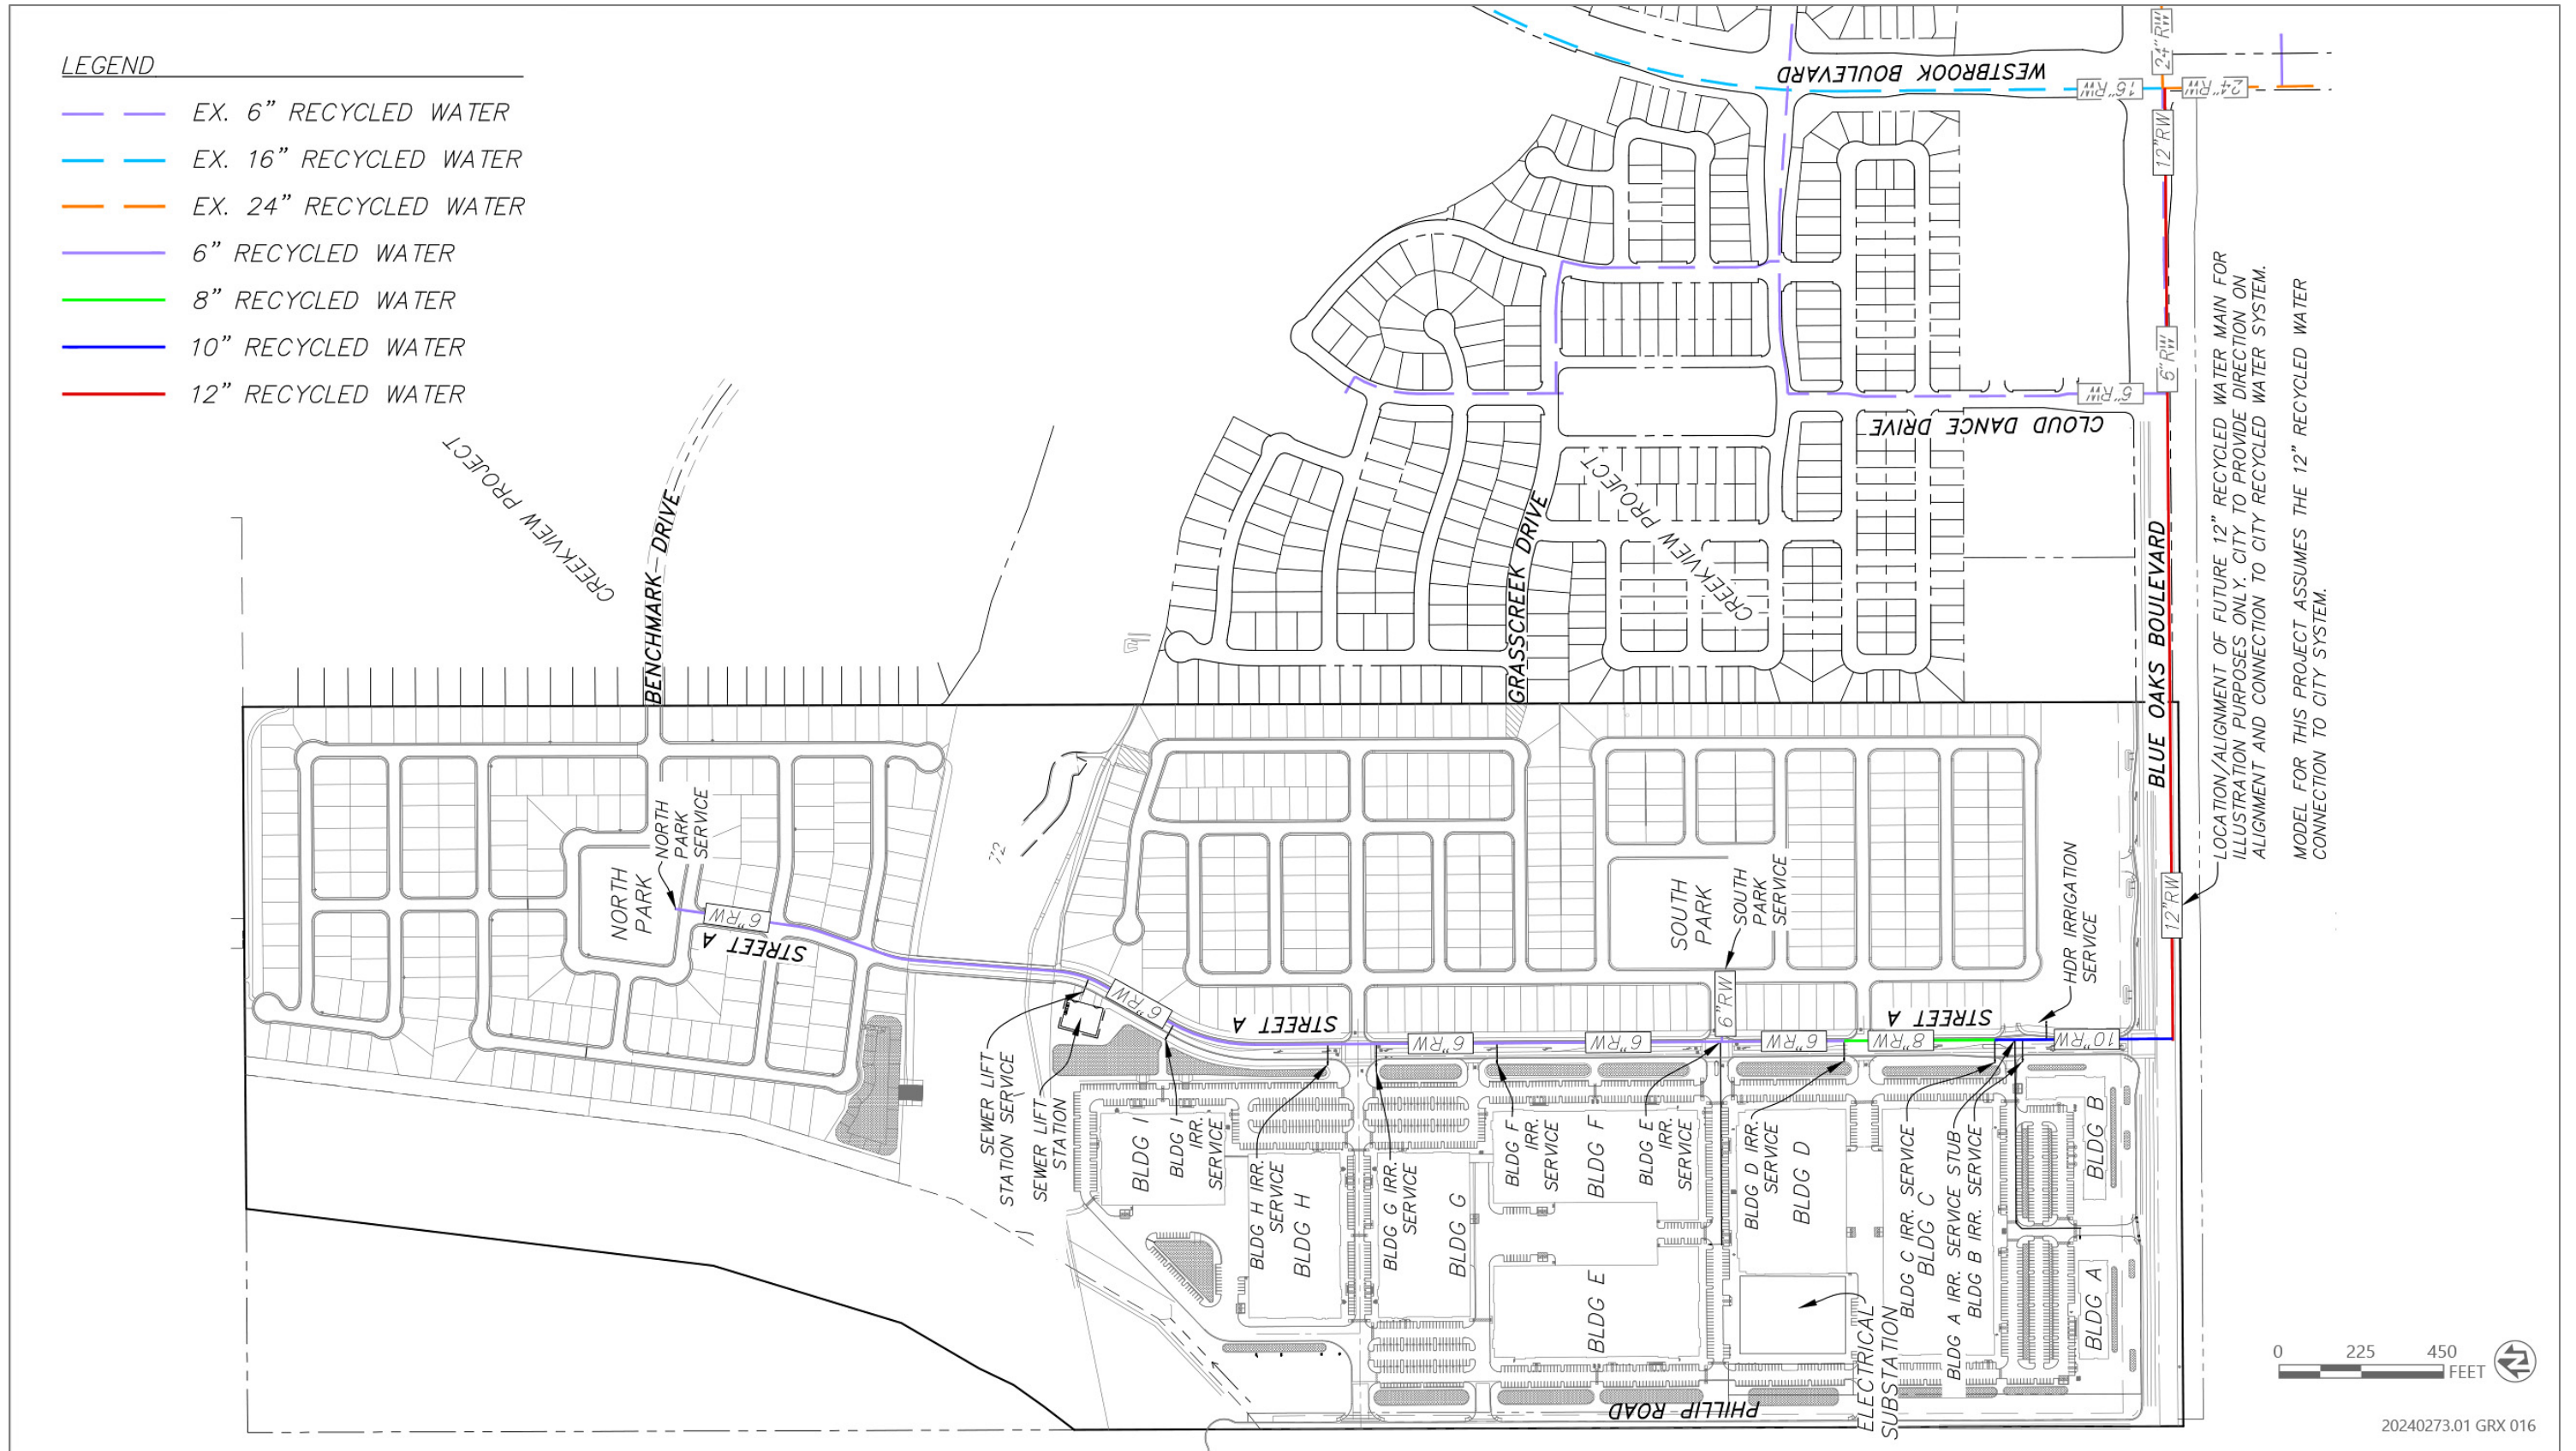 LEGEND
EX. 6" RECYCLED WATER
EX. 16" RECYCLED WATER
EX. 24" RECYCLED WATER
6" RECYCLED WATER
8" RECYCLED WATER
10" RECYCLED WATER
12" RECYCLED WATER
WESTBROOK BOULEVARD
24"RW
16"RW
24"RW
12"RW
6"RW
6"RW
CLOUD DANCE DRIVE
CREEKVIEW PROJECT
BENCHMARK DRIVE
GRASSCREEK DRIVE
CREEKVIEW PROJECT
BLUE OAKS BOULEVARD
LOCATION/ALIGNMENT OF FUTURE 12" RECYCLED WATER MAIN FOR
ILLUSTRATION PURPOSES ONLY. CITY TO PROVIDE DIRECTION ON
ALIGNMENT AND CONNECTION TO CITY RECYCLED WATER SYSTEM.
MODEL FOR THIS PROJECT ASSUMES THE 12" RECYCLED WATER
CONNECTION TO CITY SYSTEM.
12"RW
NORTH
PARK
NORTH
PARK
SERVICE
6"RW
STREET A
72
6"RW
STREET A
SOUTH
PARK
SOUTH
PARK
SERVICE
6"RW
6"RW
6"RW
6"RW
8"RW
STREET A
10"RW
HDR IRRIGATION
SERVICE
SEWER LIFT
STATION SERVICE
SEWER LIFT
STATION
BLDG I
BLDG I
IRR.
SERVICE
BLDG H IRR.
SERVICE
BLDG H
BLDG G IRR.
SERVICE
BLDG G
BLDG F
IRR.
SERVICE
BLDG F
BLDG E
IRR.
SERVICE
BLDG E
BLDG D IRR.
SERVICE
BLDG D
BLDG C IRR. SERVICE
BLDG C
BLDG A IRR. SERVICE STUB
BLDG B IRR. SERVICE
BLDG B
BLDG A
ELECTRICAL
SUBSTATION
PHILLIP ROAD
0 225 450
FEET
20240273.01 GRX 016